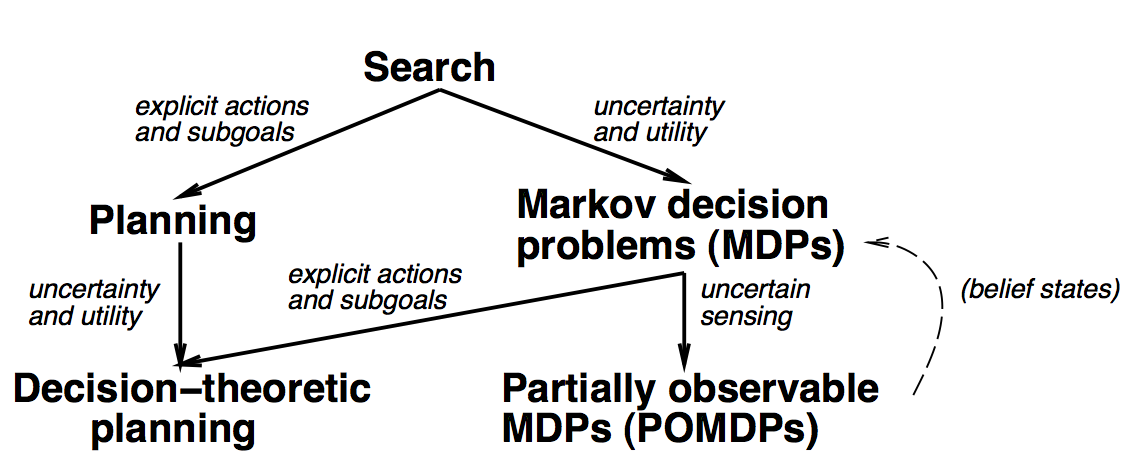 Search
explicit actions
and subgoals
uncertainty
and utility
Planning
Markov decision
problems (MDPs)
uncertainty
and utility
explicit actions
and subgoals
uncertain
sensing
(belief states)
Decision−theoretic
planning
Partially observable
MDPs (POMDPs)